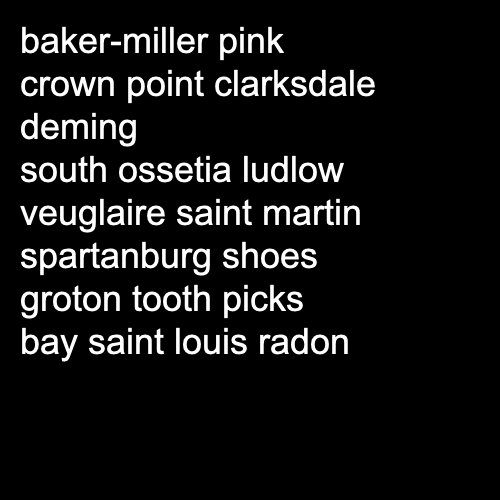 baker-miller pink
crown point clarksdale
deming
south ossetia ludlow
veuglaire saint martin
spartanburg shoes
groton tooth picks
bay saint louis radon